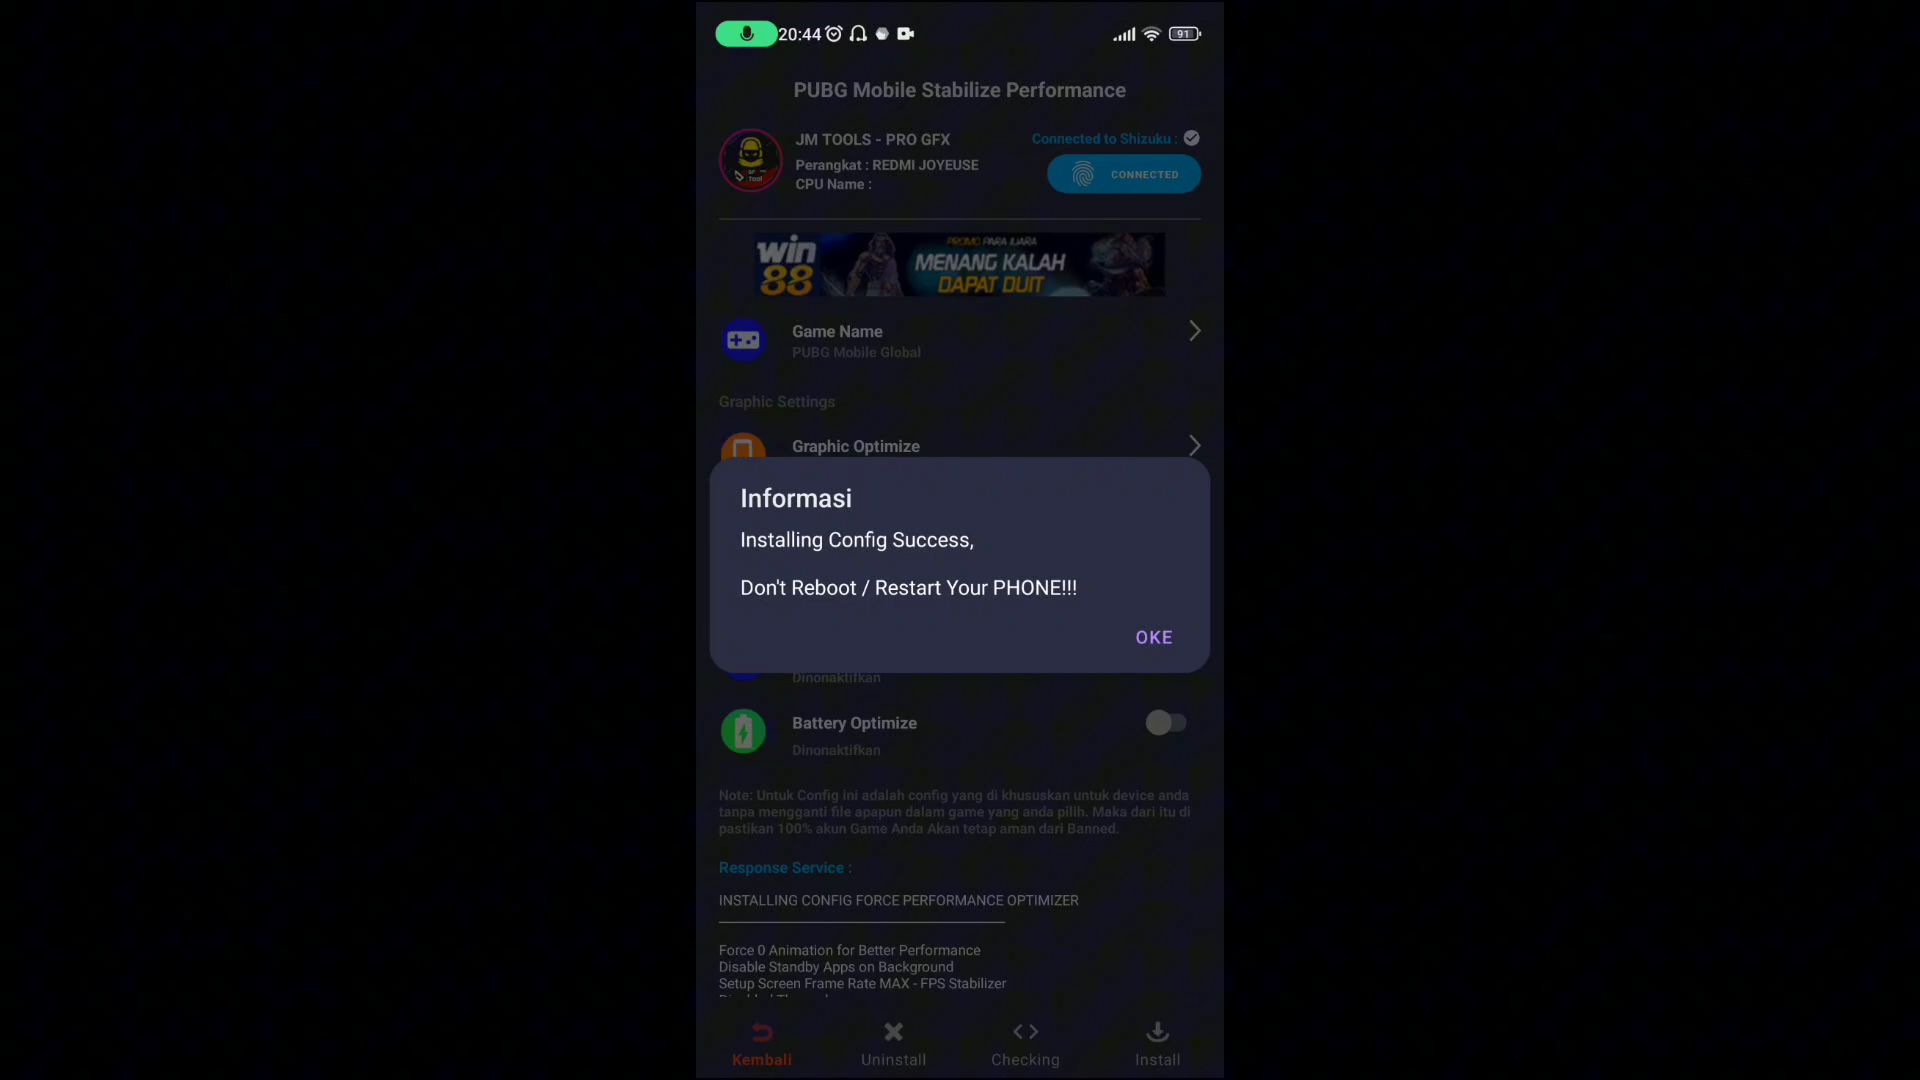 20:44
91
PUBG Mobile Stabilize Performance
JM TOOLS - PRO GFX
Connected to Shizuku :
Perangkat : REDMI JOYEUSE
CPU Name :
CONNECTED
Tool
win
88
PROMO PARA JUARA
MENANG KALAH
DAPAT DUIT
Game Name
PUBG Mobile Global
Graphic Settings
Graphic Optimize
Informasi
Installing Config Success,
Don't Reboot / Restart Your PHONE!!!
OKE
Dinonaktifkan
Battery Optimize
Dinonaktifkan
Note: Untuk Config ini adalah config yang di khususkan untuk device anda
tanpa mengganti file apapun dalam game yang anda pilih. Maka dari itu di
pastikan 100% akun Game Anda Akan tetap aman dari Banned.
Response Service :
INSTALLING CONFIG FORCE PERFORMANCE OPTIMIZER
Force 0 Animation for Better Performance
Disable Standby Apps on Background
Setup Screen Frame Rate MAX - FPS Stabilizer
Kembali
Uninstall
Checking
Install